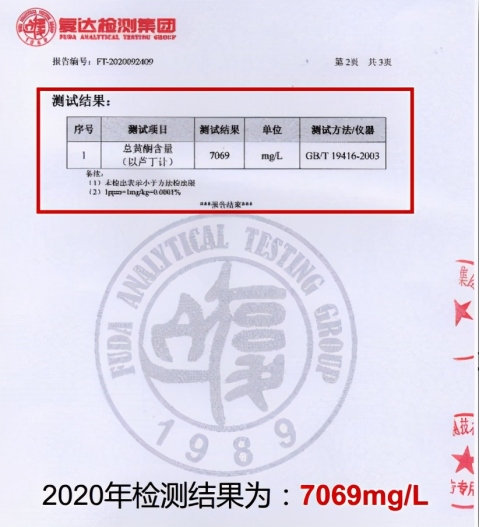 复达检测集团
FUDA ANALYTICAL TESTING GROUP
1989
报告编号：FT-2020092409 第2页 共3页
测试结果：
序号 测试项目 测试结果 单位 测试方法/仪器
1 总黄酮含量（以芦丁计） 7069 mg/L GB/T 19416-2003
备注：
（1）未检出表示小于方法检出限
（2）1ppm=1mg/kg=0.0001%
***报告结束***
FUDA ANALYTICAL TESTING GROUP
1989
2020年检测结果为：7069mg/L